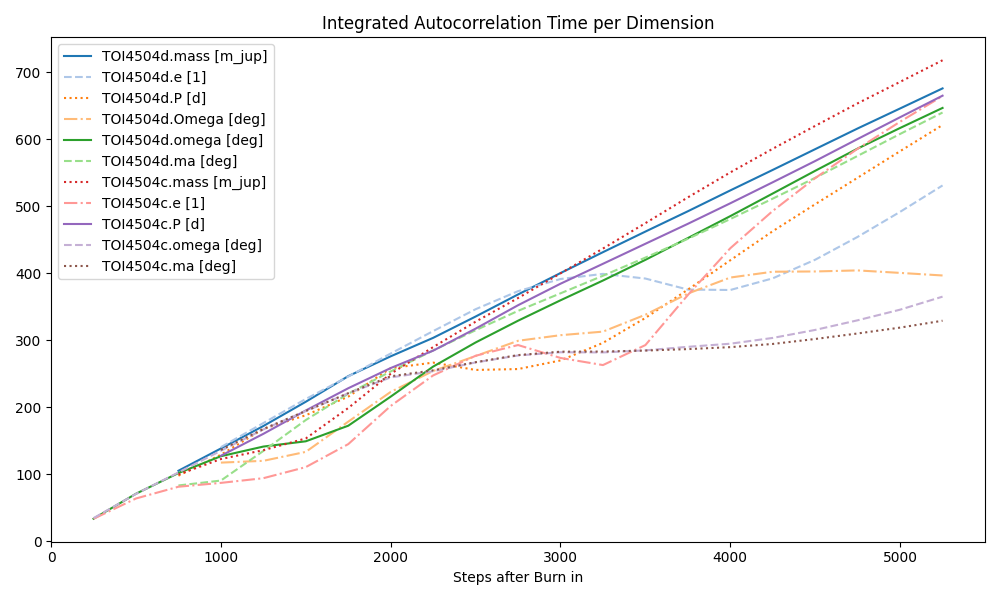 Integrated Autocorrelation Time per Dimension
TOI4504d.mass [m_jup]
TOI4504d.e [1]
TOI4504d.P [d]
TOI4504d.Omega [deg]
TOI4504d.omega [deg]
TOI4504d.ma [deg]
TOI4504c.mass [m_jup]
TOI4504c.e [1]
TOI4504c.P [d]
TOI4504c.omega [deg]
TOI4504c.ma [deg]
700
600
500
400
300
200
100
0
0 1000 2000 3000 4000 5000
Steps after Burn in